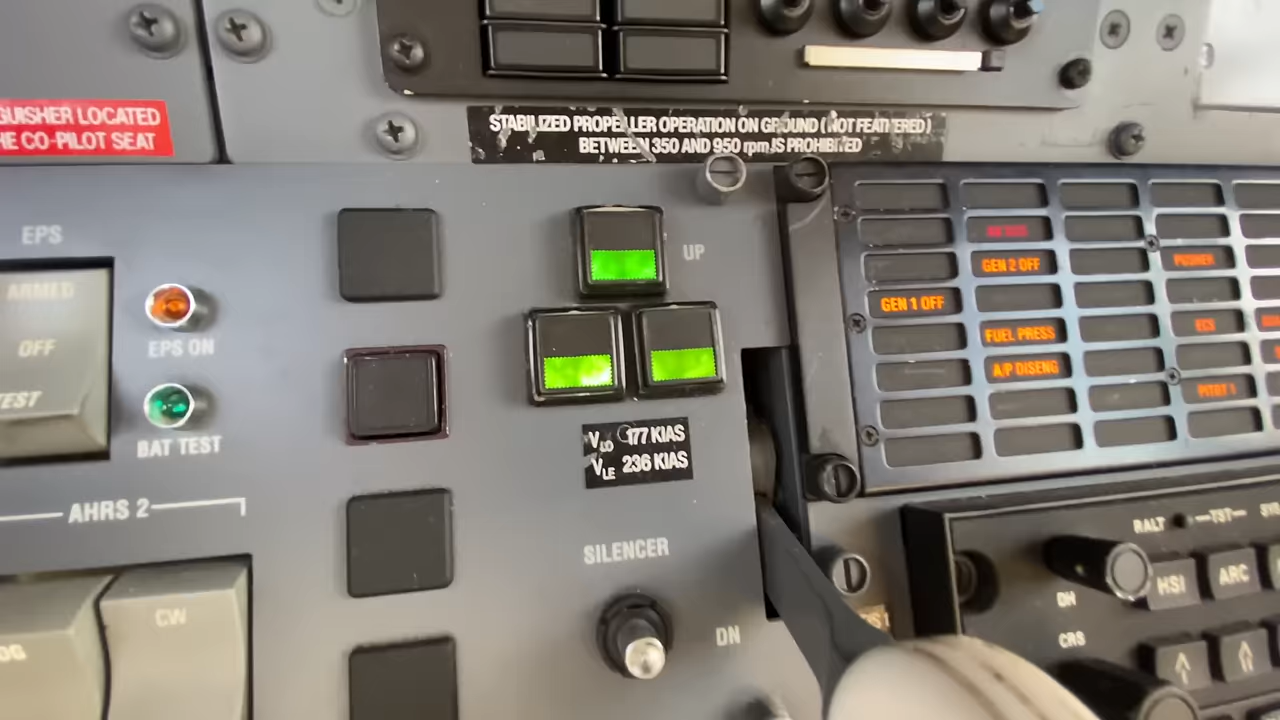 GUISHER LOCATED
HE CO-PILOT SEAT
STABILIZED PROPELLER OPERATION ON GROUND (NOT FEATHERED)
BETWEEN 350 AND 950 rpm IS PROHIBITED
EPS
ARMED
OFF
TEST
EPS ON
BAT TEST
AHRS 2
CW
UP
VLO 177 KIAS
VLE 236 KIAS
SILENCER
DN
GEN 2 OFF
PUSHER
GEN 1 OFF
FUEL PRESS
ECS
A/P DISENG
PITOT 1
RALT
TST
DH
HSI
ARC
CRS